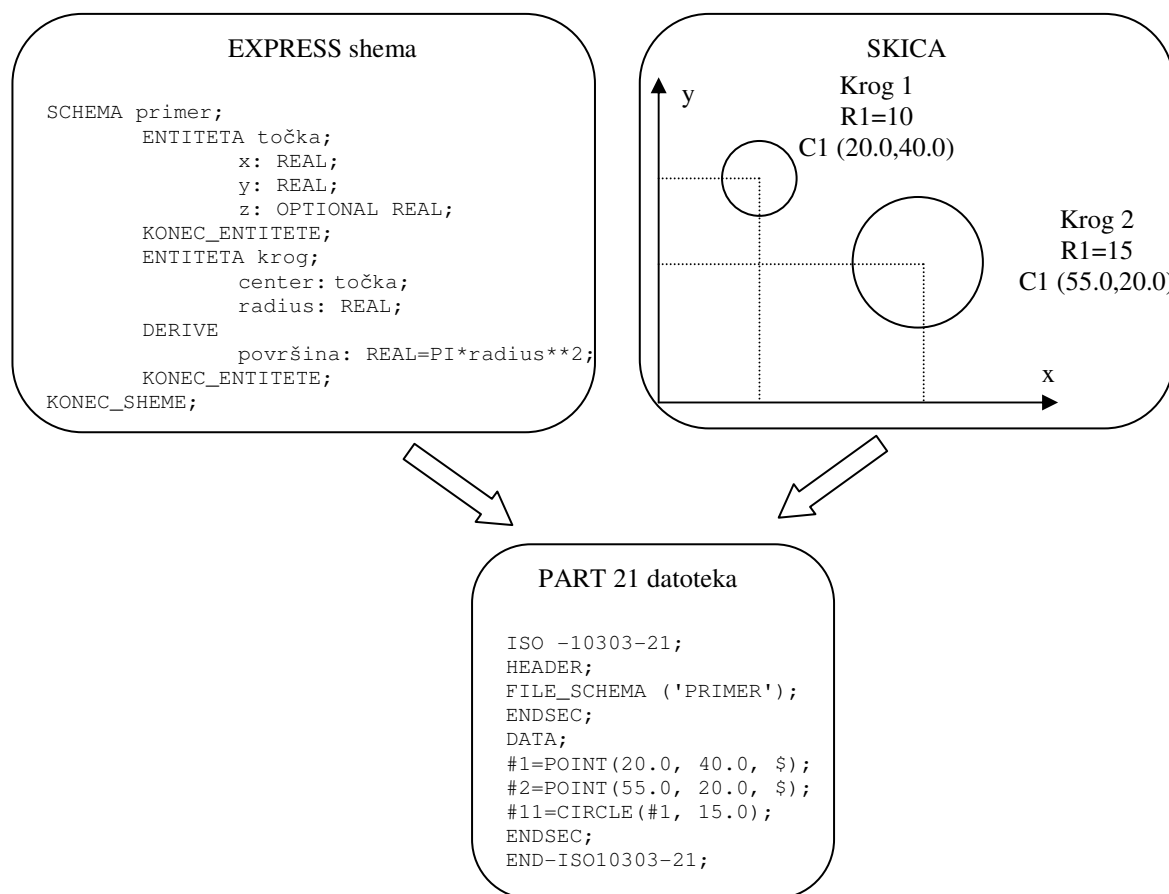 EXPRESS shema
SCHEMA primer;
ENTITETA točka;
x: REAL;
y: REAL;
z: OPTIONAL REAL;
KONEC_ENTITETE;
ENTITETA krog;
center: točka;
radius: REAL;
DERIVE
površina: REAL=PI*radius**2;
KONEC_ENTITETE;
KONEC_SHEME;
SKICA
y
Krog 1
R1=10
C1 (20.0,40.0)
Krog 2
R1=15
C1 (55.0,20.0)
x
PART 21 datoteka
ISO -10303-21;
HEADER;
FILE_SCHEMA ('PRIMER');
ENDSEC;
DATA;
#1=POINT(20.0, 40.0, $);
#2=POINT(55.0, 20.0, $);
#11=CIRCLE(#1, 15.0);
ENDSEC;
END-ISO10303-21;